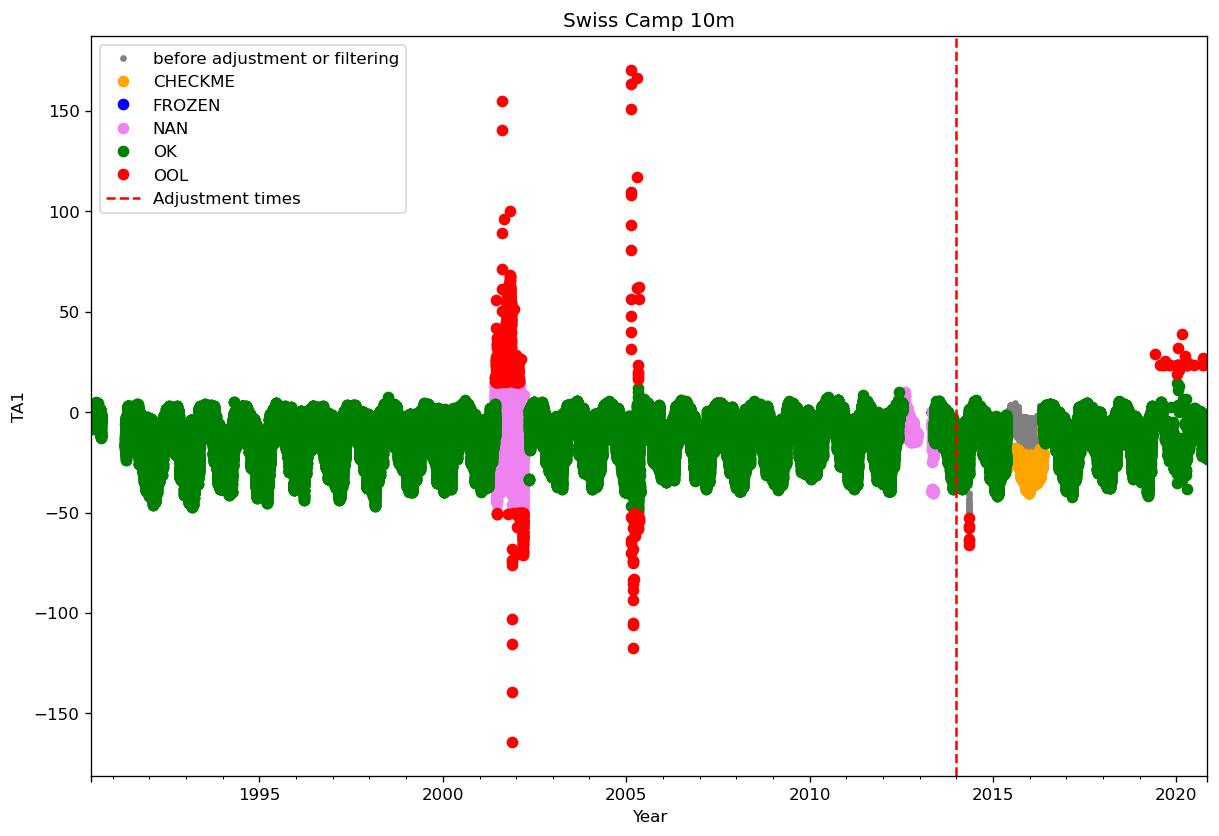 Swiss Camp 10m
before adjustment or filtering
CHECKME
FROZEN
NAN
OK
OOL
Adjustment times
150
100
50
0
−50
−100
−150
TA1
1995
2000
2005
2010
2015
2020
Year